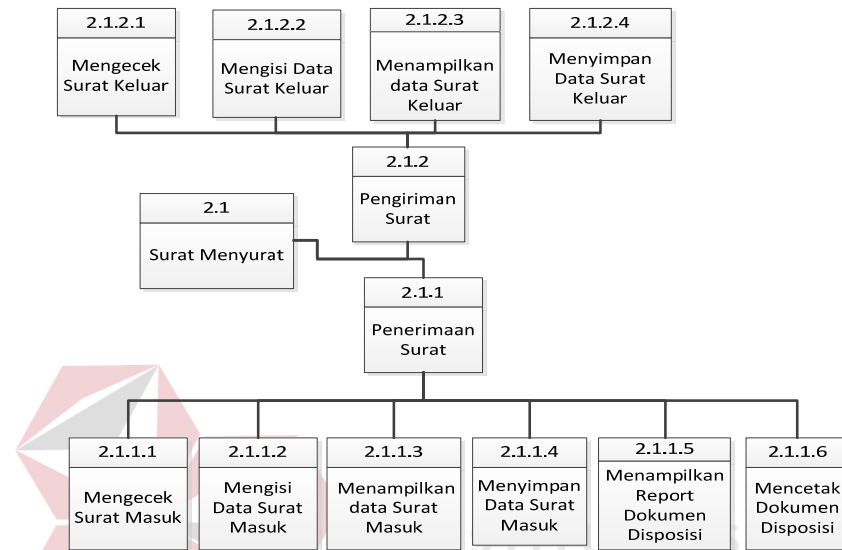 2.1.2.1
Mengecek
Surat Keluar
2.1.2.2
Mengisi Data
Surat Keluar
2.1.2.3
Menampilkan
data Surat
Keluar
2.1.2.4
Menyimpan
Data Surat
Keluar
2.1.2
Pengiriman
Surat
2.1
Surat Menyurat
2.1.1
Penerimaan
Surat
2.1.1.1
Mengecek
Surat Masuk
2.1.1.2
Mengisi
Data Surat
Masuk
2.1.1.3
Menampilkan
data Surat
Masuk
2.1.1.4
Menyimpan
Data Surat
Masuk
2.1.1.5
Menampilkan
Report
Dokumen
Disposisi
2.1.1.6
Mencetak
Dokumen
Disposisi